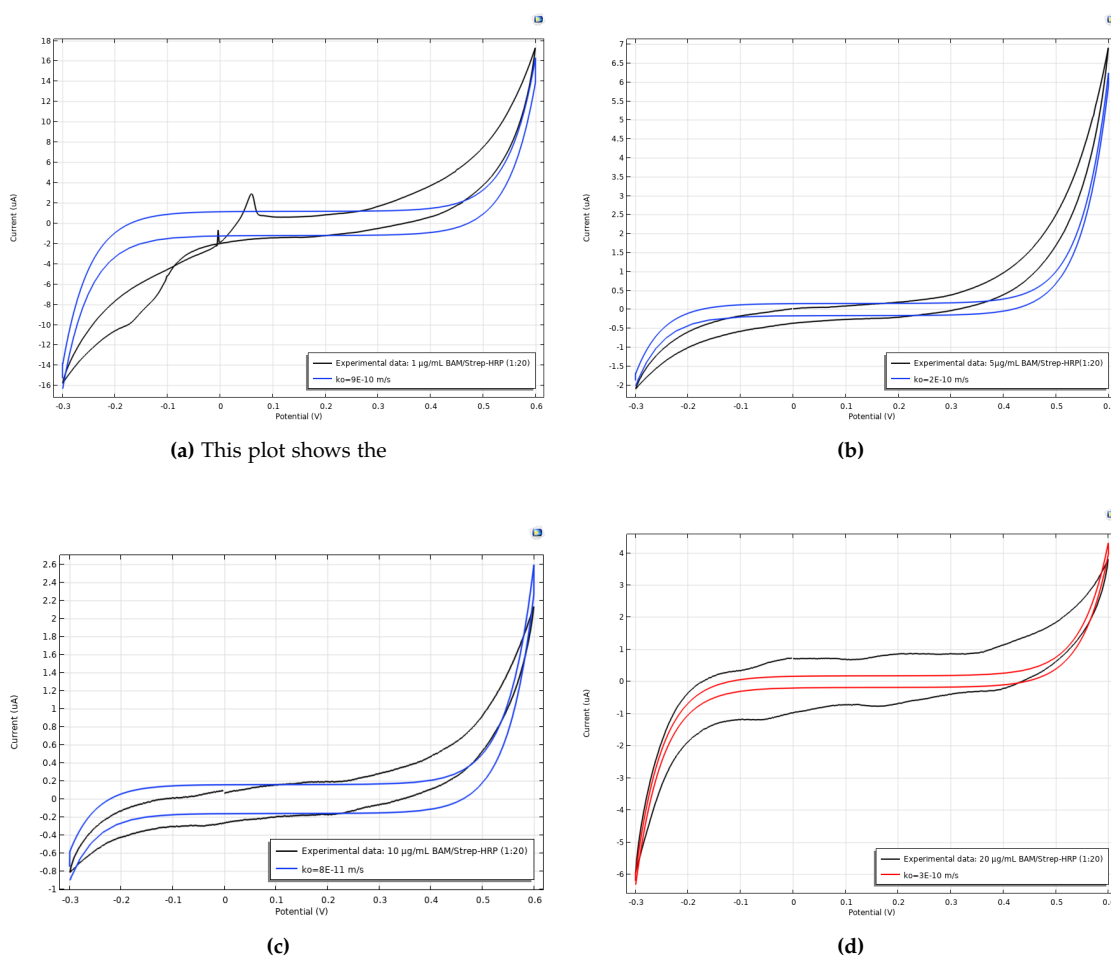 18
16
14
12
10
8
6
4
2
0
-2
-4
-6
-8
-10
-12
-14
-16
Current (uA)
Experimental data: 1 µg/mL BAM/Strep-HRP (1:20)
ko=9E-10 m/s
-0.3 -0.2 -0.1 0 0.1 0.2 0.3 0.4 0.5 0.6
Potential (V)
(a) This plot shows the
7
6.5
6
5.5
5
4.5
4
3.5
3
2.5
2
1.5
1
0.5
0
-0.5
-1
-1.5
-2
Current (uA)
Experimental data: 5µg/mL BAM/Strep-HRP(1:20)
ko=2E-10 m/s
-0.3 -0.2 -0.1 0 0.1 0.2 0.3 0.4 0.5 0.6
Potential (V)
(b)
2.6
2.4
2.2
2
1.8
1.6
1.4
1.2
1
0.8
0.6
0.4
0.2
0
-0.2
-0.4
-0.6
-0.8
-1
Current (uA)
Experimental data: 10 µg/mL BAM/Strep-HRP (1:20)
ko=8E-11 m/s
-0.3 -0.2 -0.1 0 0.1 0.2 0.3 0.4 0.5 0.6
Potential (V)
(c)
4
3
2
1
0
-1
-2
-3
-4
-5
-6
Current (uA)
Experimental data: 20 µg/mL BAM/Strep-HRP (1:20)
ko=3E-10 m/s
-0.3 -0.2 -0.1 0 0.1 0.2 0.3 0.4 0.5
Potential (V)
(d)